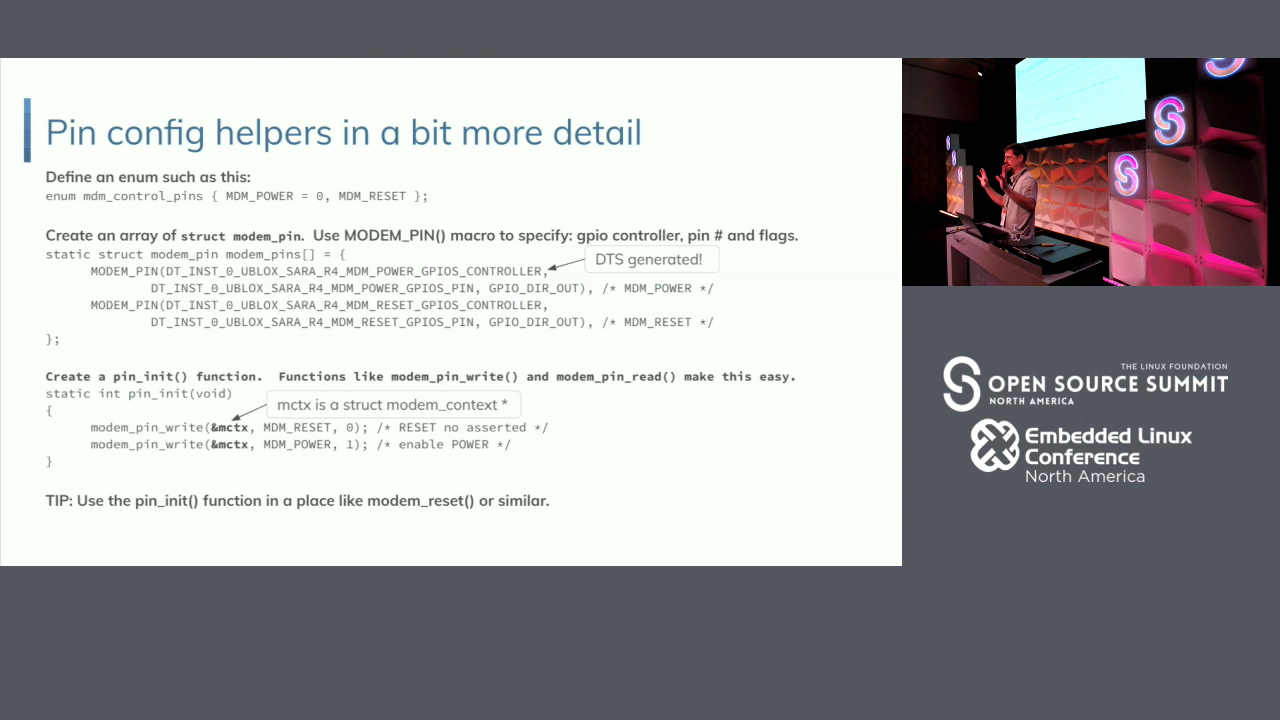 Pin config helpers in a bit more detail
Define an enum such as this:
enum mdm_control_pins { MDM_POWER = 0, MDM_RESET };
Create an array of struct modem_pin. Use MODEM_PIN() macro to specify: gpio controller, pin # and flags.
static struct modem_pin modem_pins[] = {
DTS generated!
MODEM_PIN(DT_INST_0_UBLOX_SARA_R4_MDM_POWER_GPIOS_CONTROLLER,
DT_INST_0_UBLOX_SARA_R4_MDM_POWER_GPIOS_PIN, GPIO_DIR_OUT), /* MDM_POWER */
MODEM_PIN(DT_INST_0_UBLOX_SARA_R4_MDM_RESET_GPIOS_CONTROLLER,
DT_INST_0_UBLOX_SARA_R4_MDM_RESET_GPIOS_PIN, GPIO_DIR_OUT), /* MDM_RESET */
};
Create a pin_init() function. Functions like modem_pin_write() and modem_pin_read() make this easy.
static int pin_init(void)
{
mctx is a struct modem_context *
modem_pin_write(&mctx, MDM_RESET, 0); /* RESET no asserted */
modem_pin_write(&mctx, MDM_POWER, 1); /* enable POWER */
}
TIP: Use the pin_init() function in a place like modem_reset() or similar.
THE LINUX FOUNDATION
OPEN SOURCE SUMMIT
NORTH AMERICA
Embedded Linux
Conference
North America